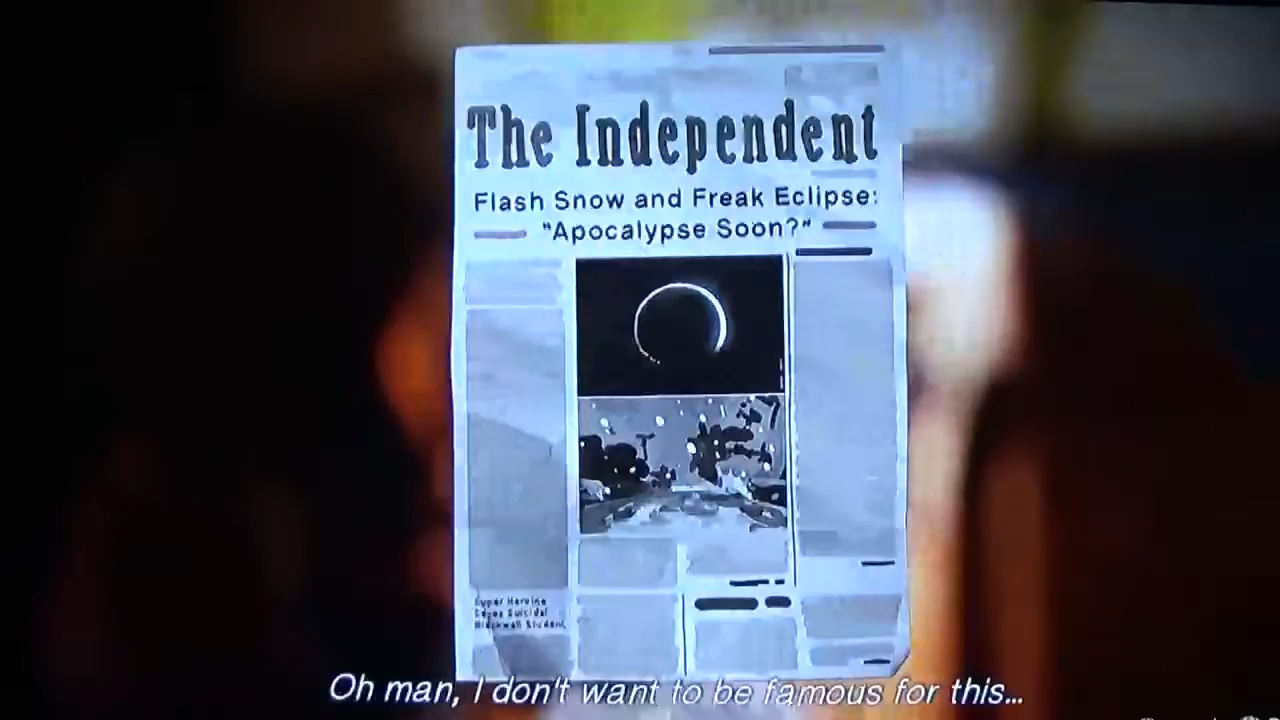 The Independent
Flash Snow and Freak Eclipse:
"Apocalypse Soon?"
Super Heroine
Saves Suicidal
Blackwell Student
Oh man, I don't want to be famous for this...